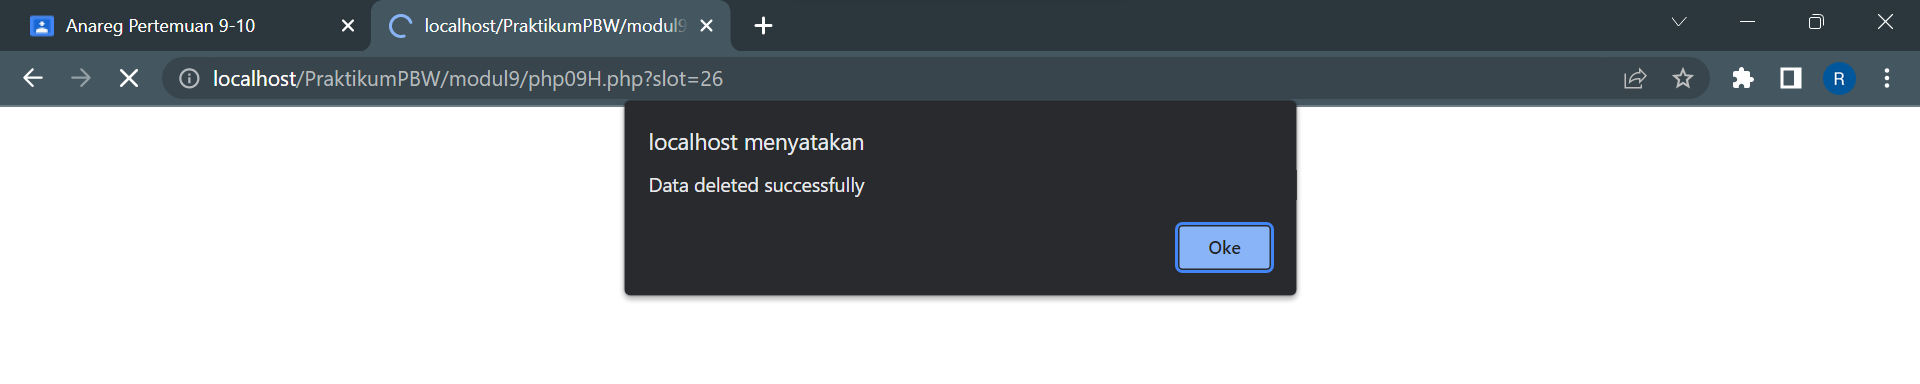 Anareg Pertemuan 9-10
localhost/PraktikumPBW/modul9
localhost/PraktikumPBW/modul9/php09H.php?slot=26
R
localhost menyatakan
Data deleted successfully
Oke